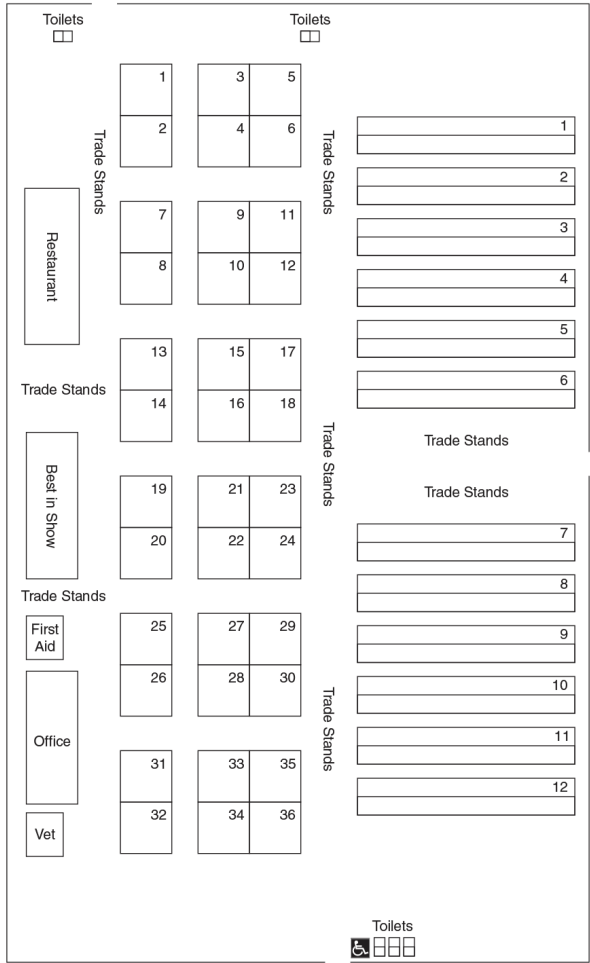 Toilets
Toilets
1
3
5
2
4
6
Trade Stands
Trade Stands
1
2
3
4
5
6
Restaurant
7
9
11
8
10
12
13
15
17
14
16
18
Trade Stands
Trade Stands
Trade Stands
Trade Stands
Best in Show
19
21
23
20
22
24
7
8
9
10
11
12
Trade Stands
First
Aid
25
27
29
26
28
30
Trade Stands
Office
31
33
35
32
34
36
Vet
Toilets